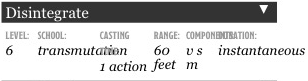 Disintegrate ▼
LEVEL: SCHOOL: CASTING RANGE: COMPONENTS: DURATION:
6 transmutation 60 v s instantaneous
1 action feet m